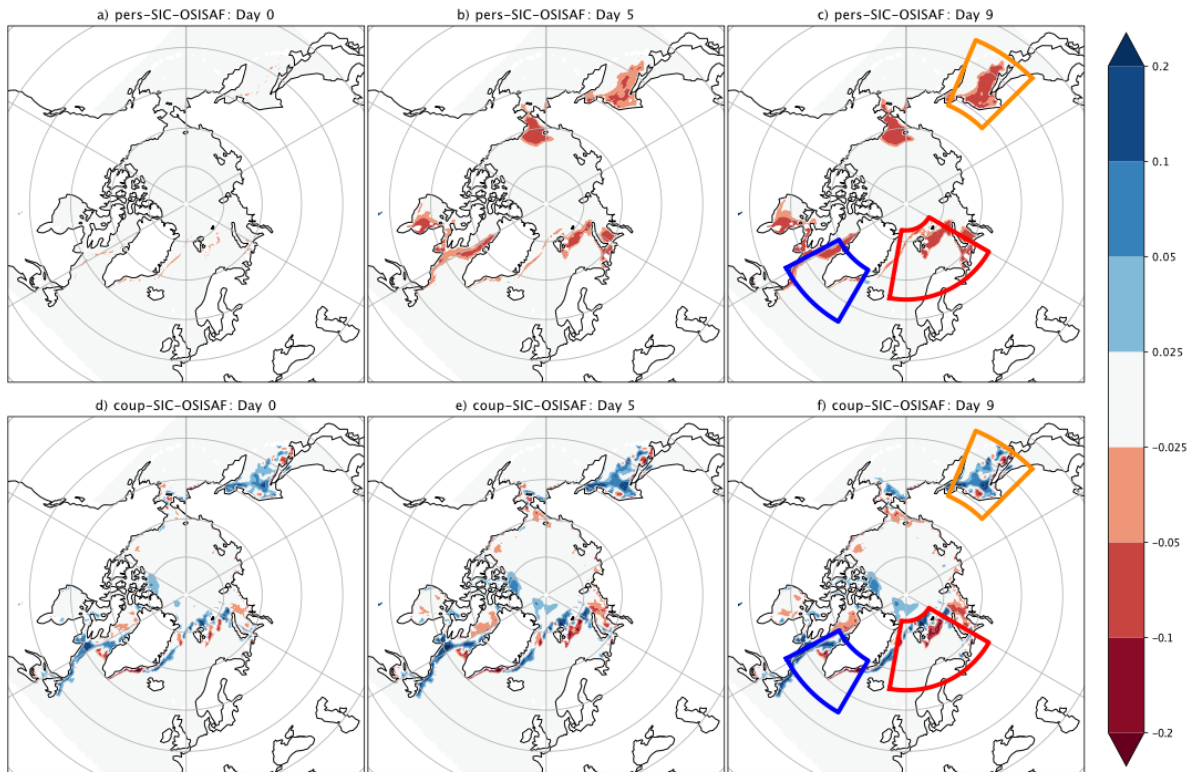 a) pers-SIC-OSISAF: Day 0
b) pers-SIC-OSISAF: Day 5
c) pers-SIC-OSISAF: Day 9
d) coup-SIC-OSISAF: Day 0
e) coup-SIC-OSISAF: Day 5
f) coup-SIC-OSISAF: Day 9
0.2
0.1
0.05
0.025
-0.025
-0.05
-0.1
-0.2